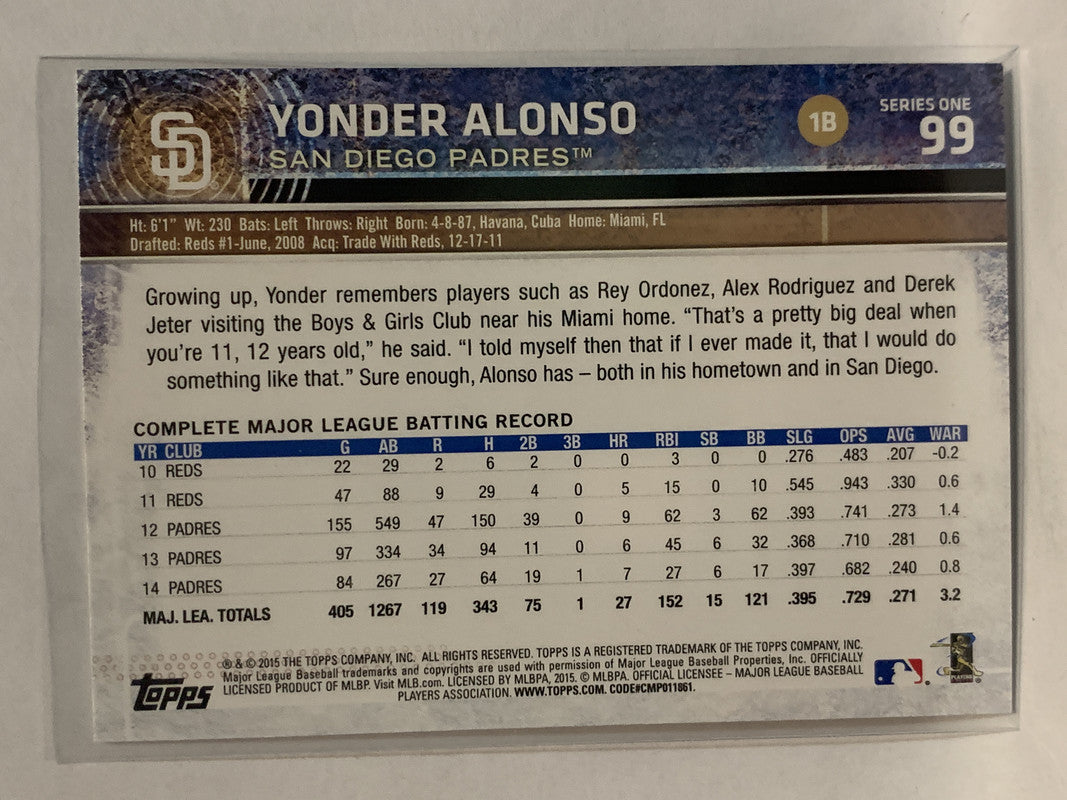 SD
YONDER ALONSO
SAN DIEGO PADRES™
1B
SERIES ONE
99
Ht: 6'1" Wt: 230 Bats: Left Throws: Right Born: 4-8-87, Havana, Cuba Home: Miami, FL
Drafted: Reds #1-June, 2008 Acq: Trade With Reds, 12-17-11
Growing up, Yonder remembers players such as Rey Ordonez, Alex Rodriguez and Derek
Jeter visiting the Boys & Girls Club near his Miami home. “That’s a pretty big deal when
you’re 11, 12 years old,” he said. “I told myself then that if I ever made it, that I would do
something like that.” Sure enough, Alonso has – both in his hometown and in San Diego.
COMPLETE MAJOR LEAGUE BATTING RECORD
YR CLUB G AB R H 2B 3B HR RBI SB BB SLG OPS AVG WAR
10 REDS 22 29 2 6 2 0 0 3 0 0 .276 .483 .207 -0.2
11 REDS 47 88 9 29 4 0 5 15 0 10 .545 .943 .330 0.6
12 PADRES 155 549 47 150 39 0 9 62 3 62 .393 .741 .273 1.4
13 PADRES 97 334 34 94 11 0 6 45 6 32 .368 .710 .281 0.6
14 PADRES 84 267 27 64 19 1 7 27 6 17 .397 .682 .240 0.8
MAJ. LEA. TOTALS 405 1267 119 343 75 1 27 152 15 121 .395 .729 .271 3.2
® & © 2015 THE TOPPS COMPANY, INC. ALL RIGHTS RESERVED. TOPPS IS A REGISTERED TRADEMARK OF THE TOPPS COMPANY, INC.
Major League Baseball trademarks and copyrights are used with permission of Major League Baseball Properties, Inc. OFFICIALLY
LICENSED PRODUCT OF MLBP. Visit MLB.com. LICENSED BY MLBPA, 2015. © MLBPA. OFFICIAL LICENSEE – MAJOR LEAGUE BASEBALL
PLAYERS ASSOCIATION. WWW.TOPPS.COM. CODE#CMP011861.
Topps